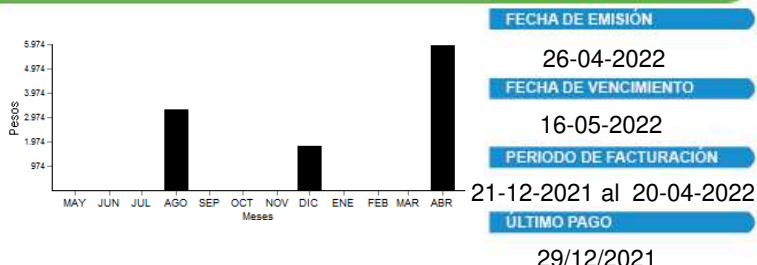 5.974
4.974
3.974
2.974
1.974
974
Pesos
MAY JUN JUL AGO SEP OCT NOV DIC ENE FEB MAR ABR
Meses
FECHA DE EMISIÓN
26-04-2022
FECHA DE VENCIMIENTO
16-05-2022
PERIODO DE FACTURACIÓN
21-12-2021 al 20-04-2022
ÚLTIMO PAGO
29/12/2021